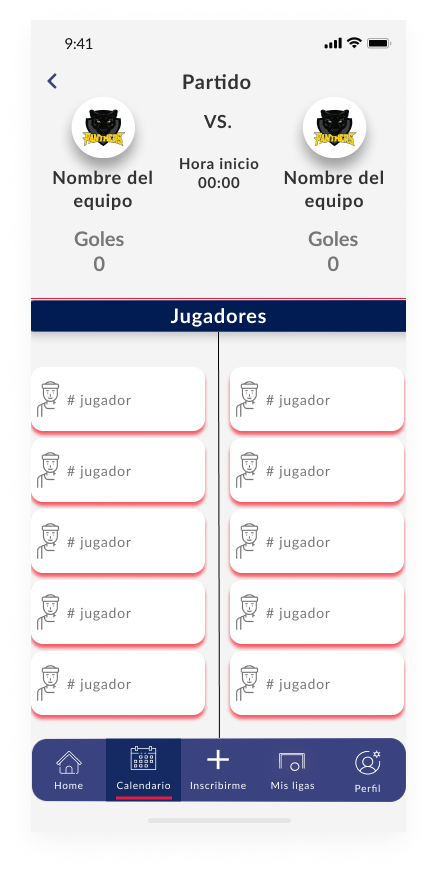 9:41
Partido
PANTHERS
VS.
PANTHERS
Hora inicio
00:00
Nombre del
equipo
Nombre del
equipo
Goles
0
Goles
0
Jugadores
# jugador
# jugador
# jugador
# jugador
# jugador
# jugador
# jugador
# jugador
# jugador
# jugador
Home
Calendario
Inscribirme
Mis ligas
Perfil